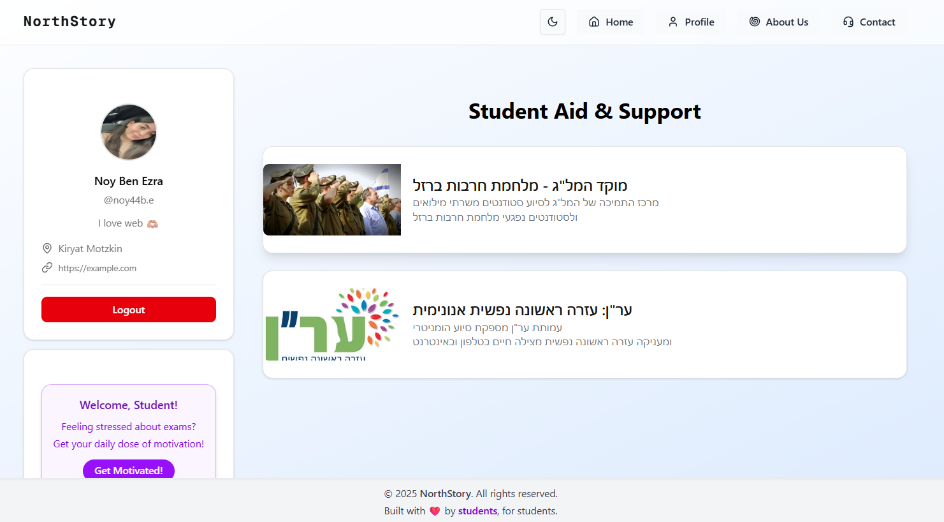 NorthStory
Home
Profile
About Us
Contact
Noy Ben Ezra
@noy44b.e
I love web 🫶🏼
Kiryat Motzkin
https://example.com
Logout
Welcome, Student!
Feeling stressed about exams?
Get your daily dose of motivation!
Get Motivated!
Student Aid & Support
מוקד המל"ג - מלחמת חרבות ברזל
מרכז התמיכה של המל"ג לסיוע סטודנטים משרתי מילואים
ולסטודנטים נפגעי מלחמת חרבות ברזל
ער"ן
עזרה ראשונה נפשית
ער"ן: עזרה ראשונה נפשית אנונימית
עמותת ער"ן מספקת סיוע הומניטרי
ומעניקה עזרה ראשונה נפשית מצילה חיים בטלפון ובאינטרנט
© 2025 NorthStory. All rights reserved.
Built with ❤️ by students, for students.